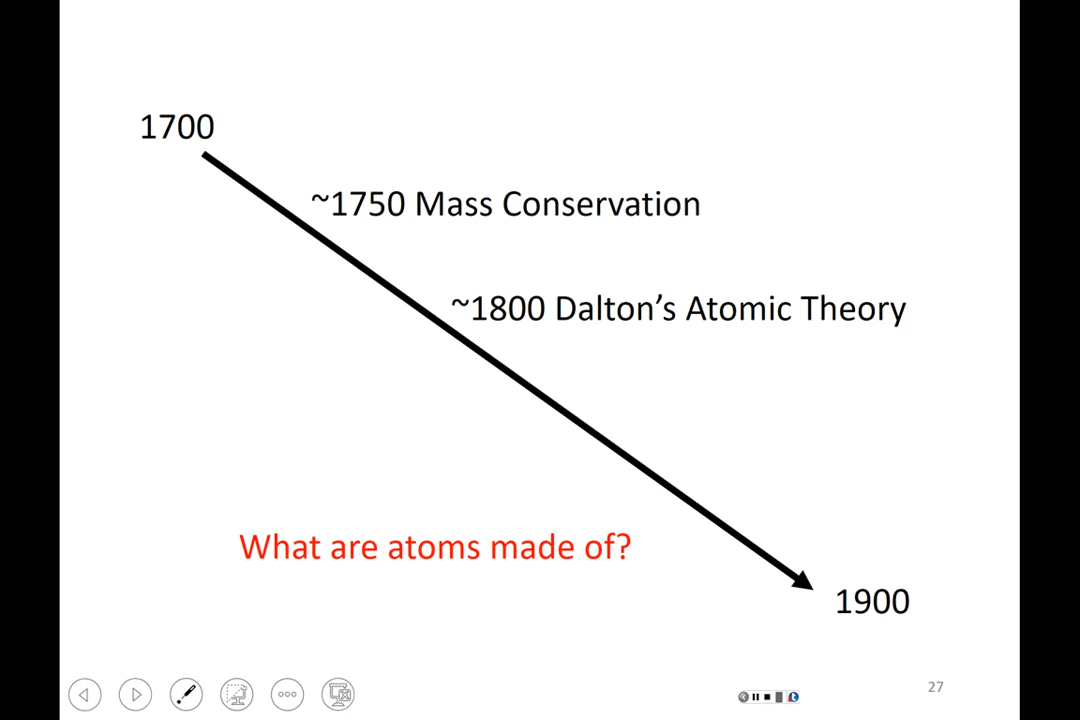 1700
~1750 Mass Conservation
~1800 Dalton’s Atomic Theory
What are atoms made of?
1900
27